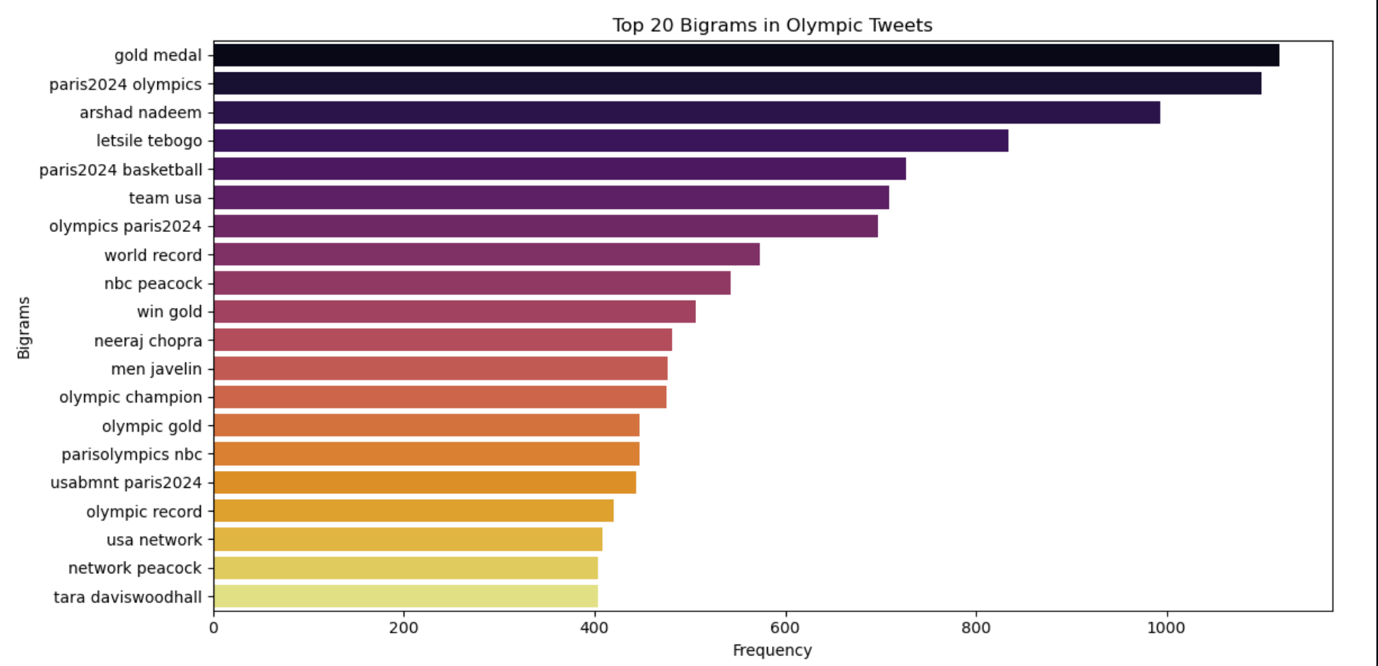 Top 20 Bigrams in Olympic Tweets
gold medal
paris2024 olympics
arshad nadeem
letsile tebogo
paris2024 basketball
team usa
olympics paris2024
world record
nbc peacock
win gold
neeraj chopra
men javelin
olympic champion
olympic gold
parisolympics nbc
usabmnt paris2024
olympic record
usa network
network peacock
tara daviswoodhall
Bigrams
0 200 400 600 800 1000
Frequency